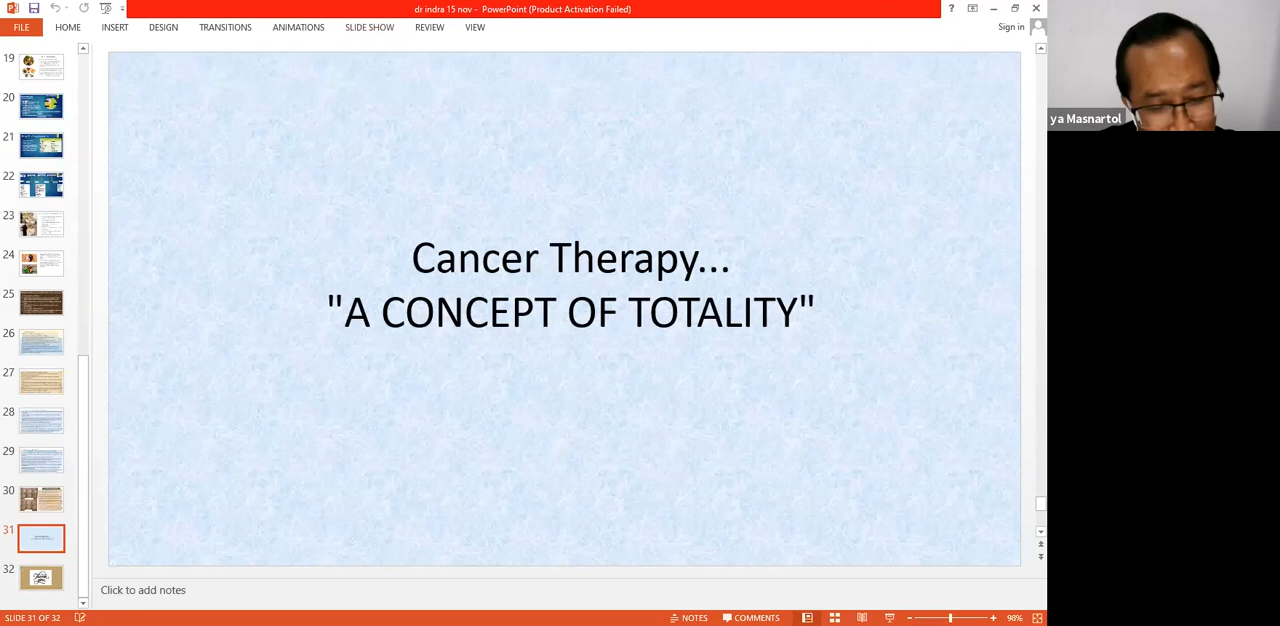 dr indra 15 nov - PowerPoint (Product Activation Failed)
FILE HOME INSERT DESIGN TRANSITIONS ANIMATIONS SLIDE SHOW REVIEW VIEW
Sign in
19
20
21
22
23
24
25
26
27
28
29
30
31
32
Cancer Therapy...
"A CONCEPT OF TOTALITY"
ya Masnartol
Click to add notes
SLIDE 31 OF 32
NOTES
COMMENTS
98%